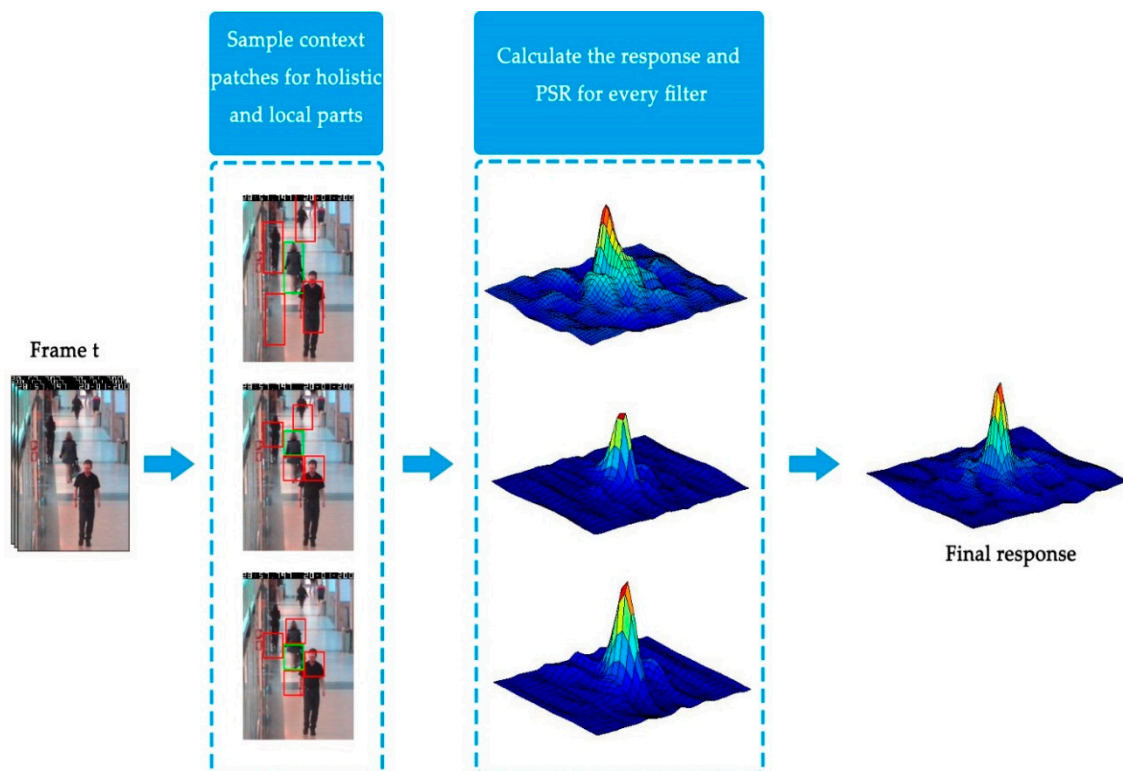 Sample context
patches for holistic
and local parts
Calculate the response and
PSR for every filter
Frame t
Final response